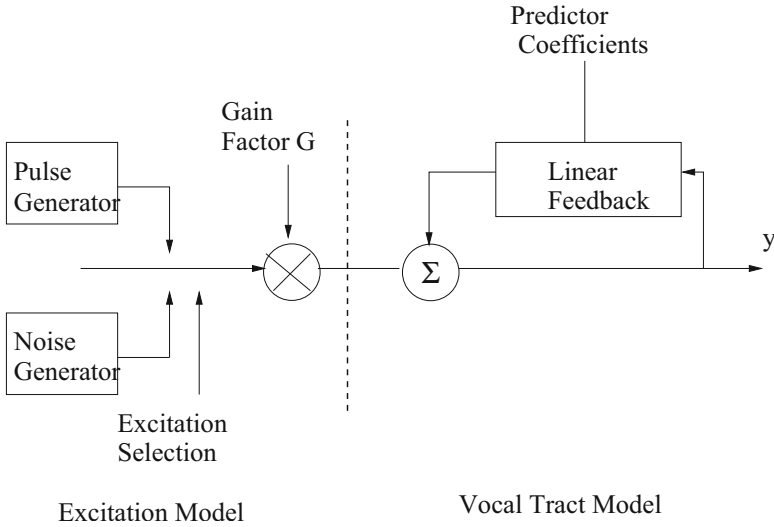 Predictor
Coefficients
Gain
Factor G
Pulse
Generator
Linear
Feedback
y
Σ
Noise
Generator
Excitation
Selection
Excitation Model
Vocal Tract Model